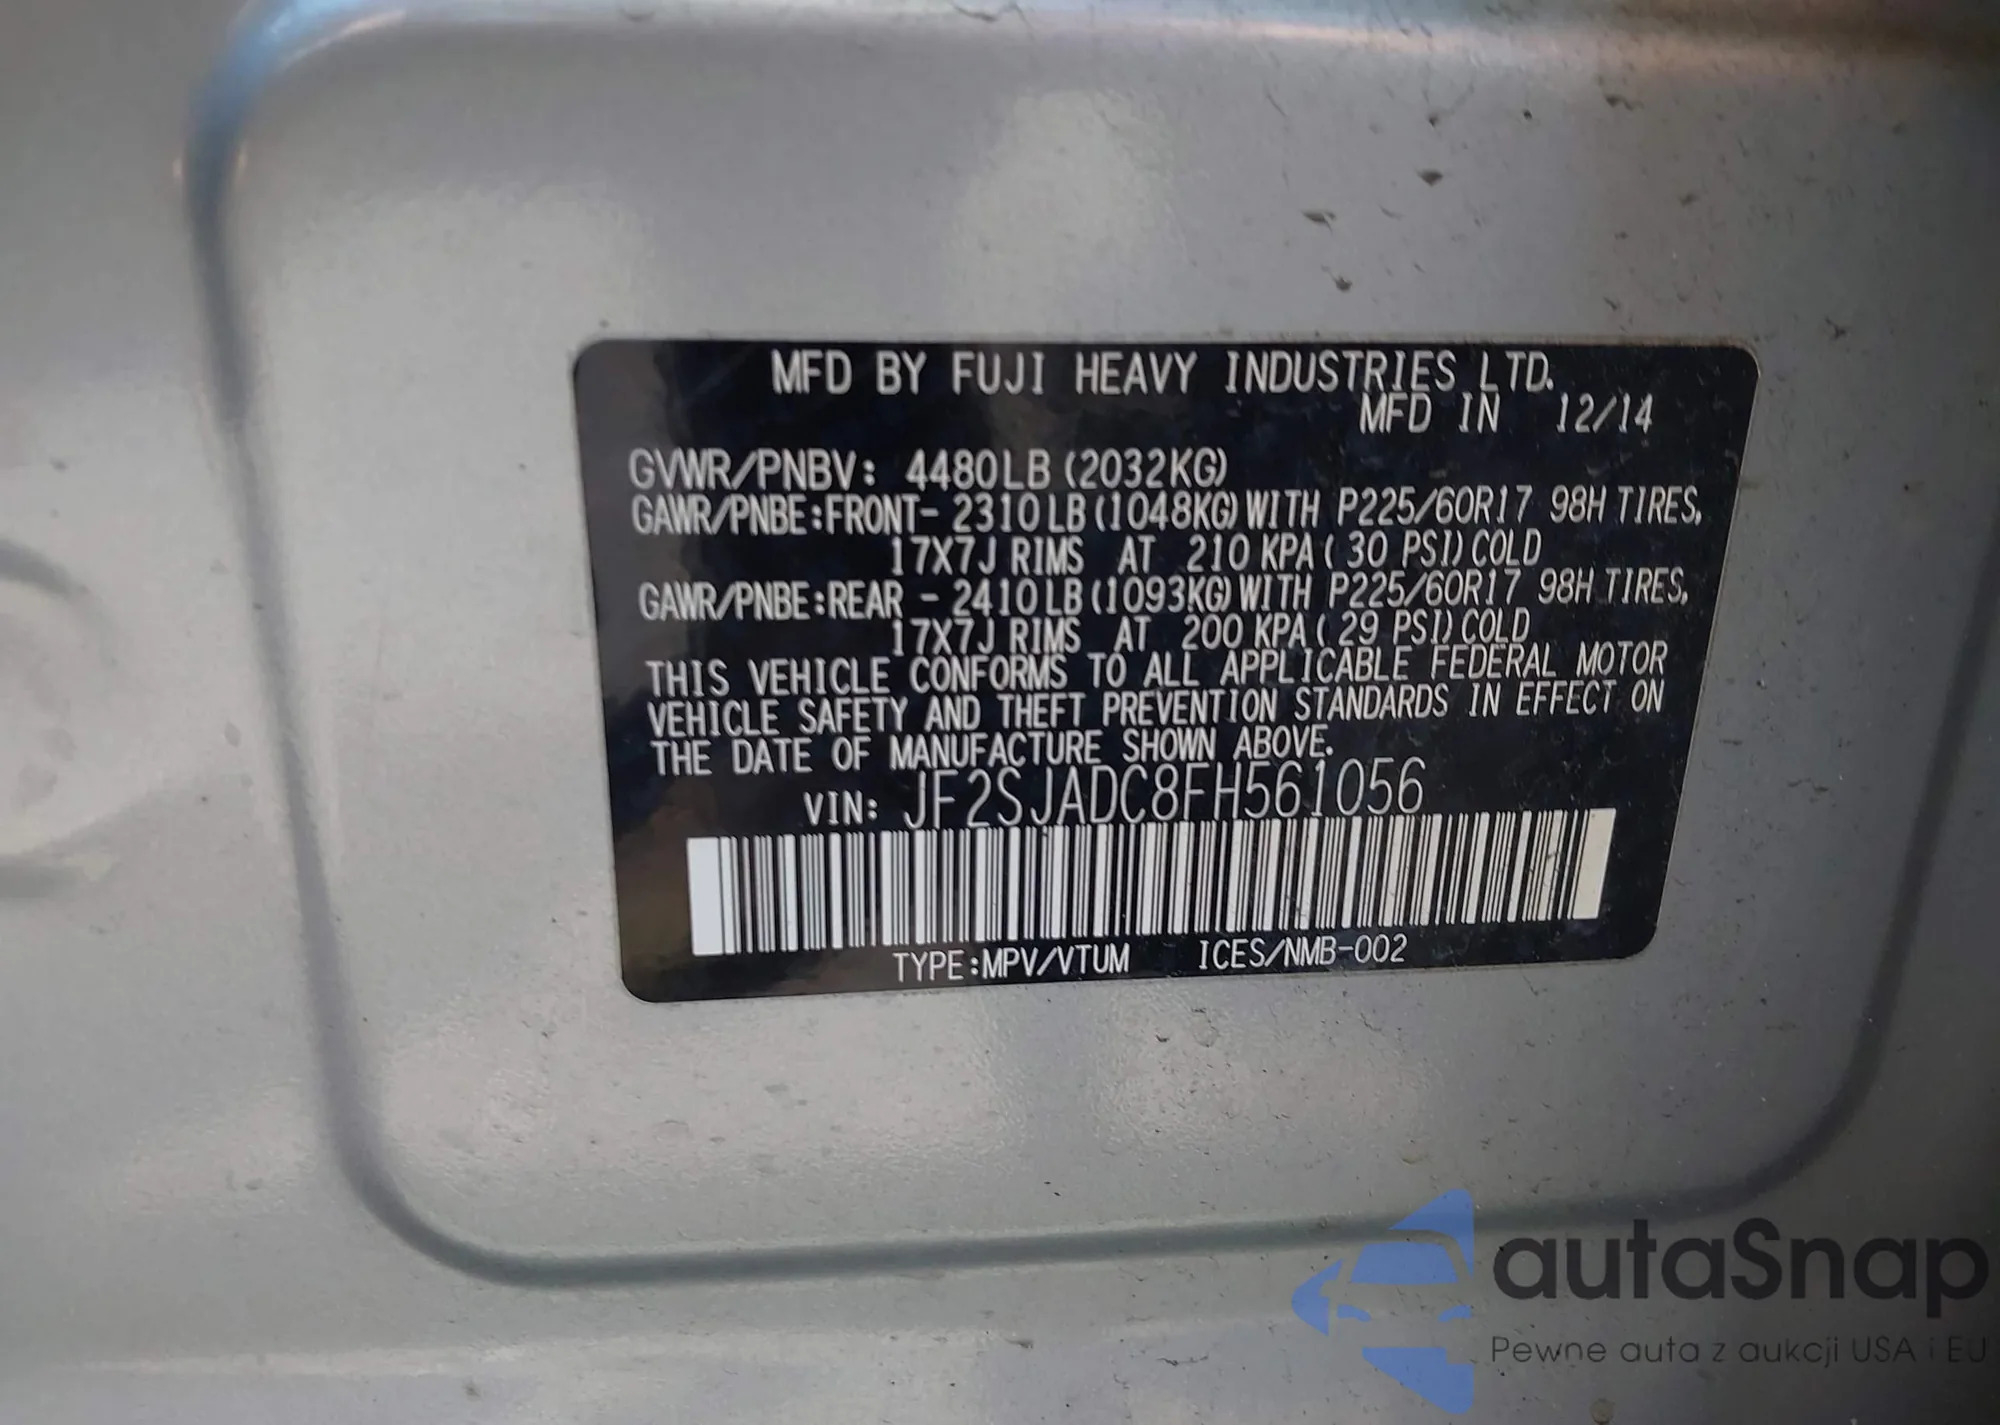 MFD BY FUJI HEAVY INDUSTRIES LTD.
MFD IN 12/14
GVWR/PNBV: 4480LB (2032KG)
GAWR/PNBE:FRONT- 2310LB (1048KG) WITH P225/60R17 98H TIRES,
17X7J RIMS AT 210 KPA ( 30 PSI) COLD
GAWR/PNBE:REAR - 2410LB (1093KG) WITH P225/60R17 98H TIRES,
17X7J RIMS AT 200 KPA ( 29 PSI) COLD
THIS VEHICLE CONFORMS TO ALL APPLICABLE FEDERAL MOTOR
VEHICLE SAFETY AND THEFT PREVENTION STANDARDS IN EFFECT ON
THE DATE OF MANUFACTURE SHOWN ABOVE.
VIN: JF2SJADC8FH561056
TYPE:MPV/VTUM ICES/NMB-002
autaSnap
Pewne auta z aukcji USA i EU